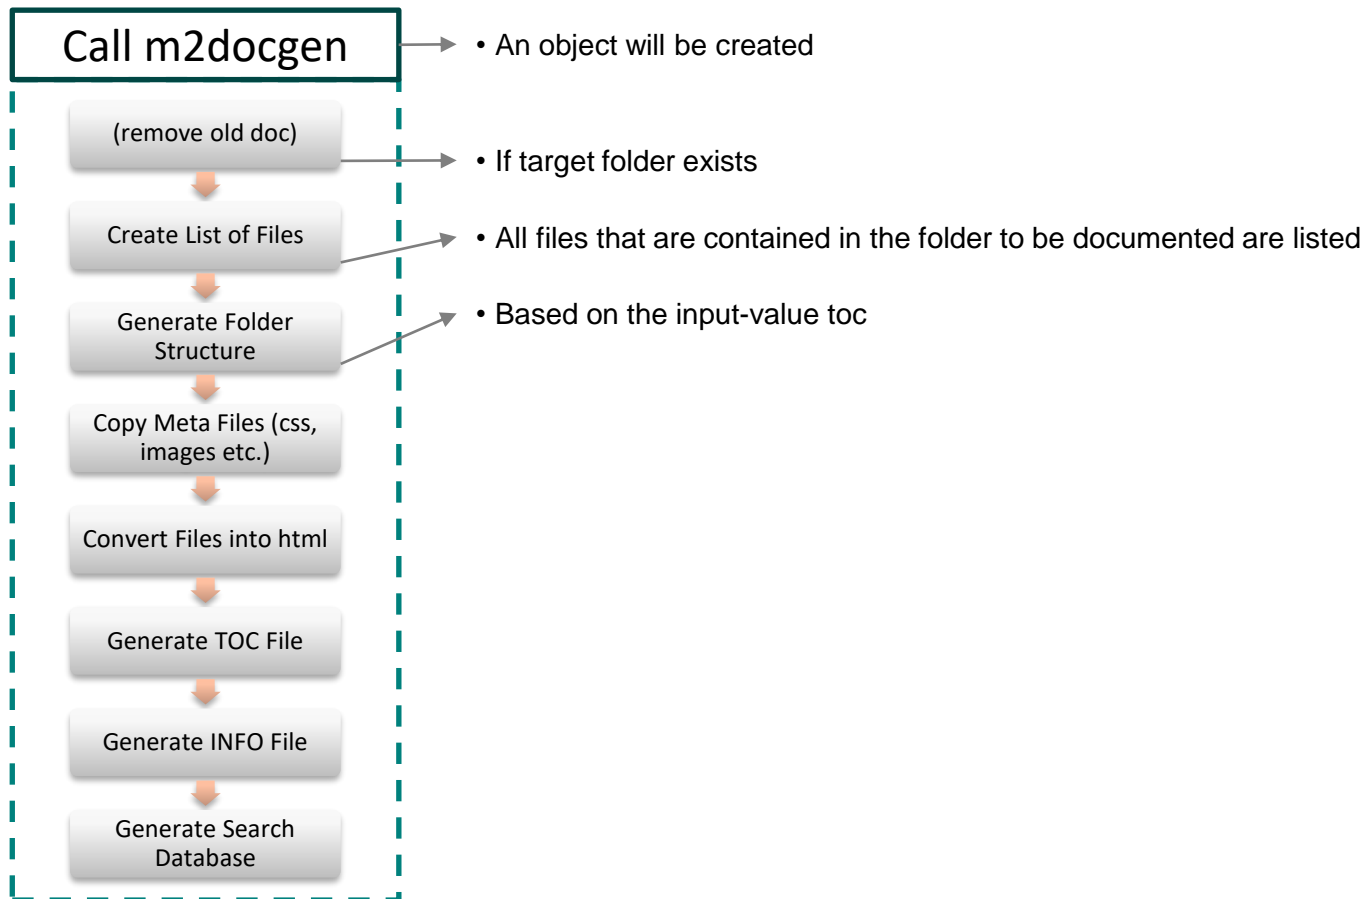 Call m2docgen
• An object will be created
(remove old doc)
• If target folder exists
Create List of Files
• All files that are contained in the folder to be documented are listed
Generate Folder
Structure
• Based on the input-value toc
Copy Meta Files (css,
images etc.)
Convert Files into html
Generate TOC File
Generate INFO File
Generate Search
Database